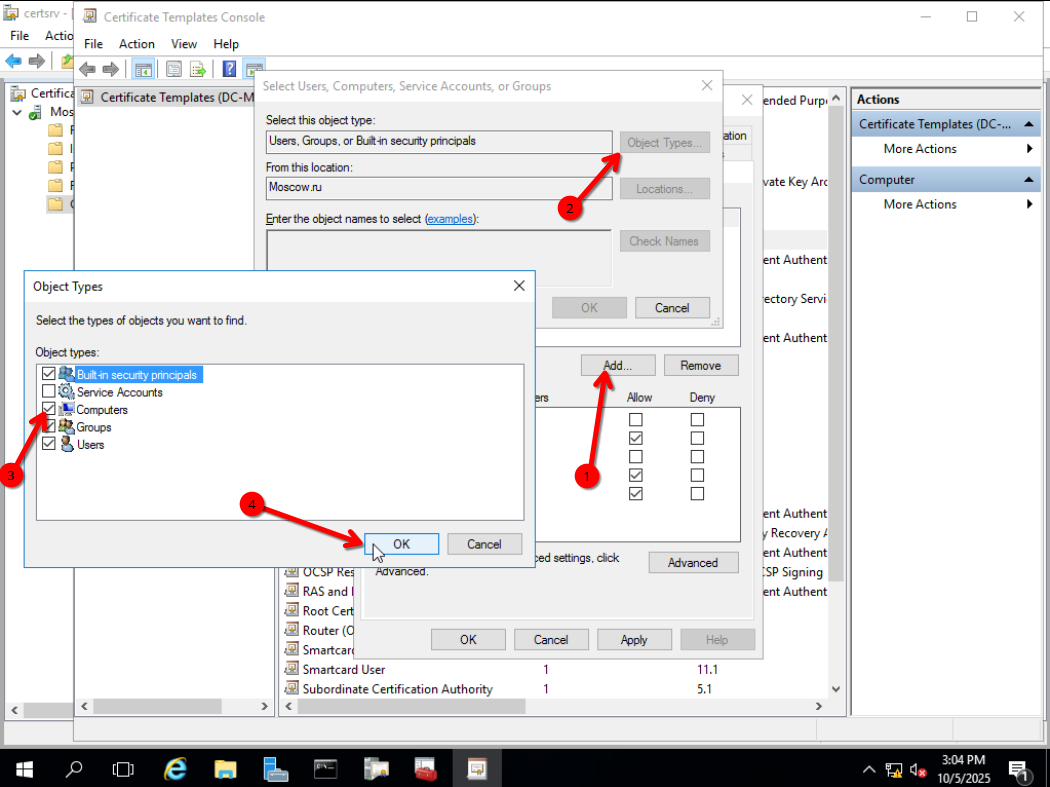 certsrv - [
Certificate Templates Console
File Actio
File Action View Help
Certifica
Mos
Certificate Templates (DC-M
Select Users, Computers, Service Accounts, or Groups
Select this object type:
Users, Groups, or Built-in security principals
Object Types...
From this location:
Moscow.ru
Locations...
2
Enter the object names to select (examples):
Check Names
OK
Cancel
ended Purp
ation
vate Key Arc
ent Authent
ectory Servi
ent Authent
Actions
Certificate Templates (DC-...
More Actions
Computer
More Actions
Object Types
Select the types of objects you want to find.
Object types:
Built-in security principals
Service Accounts
Computers
Groups
Users
3
4
OK
Cancel
Add...
Remove
ers
Allow
Deny
1
ced settings, click
Advanced.
Advanced
OK
Cancel
Apply
Help
ent Authent
y Recovery A
ent Authent
CSP Signing
ent Authent
OCSP Res
RAS and I
Root Cert
Router (O
Smartcar
Smartcard User 1 11.1
Subordinate Certification Authority 1 5.1
3:04 PM
10/5/2025
1